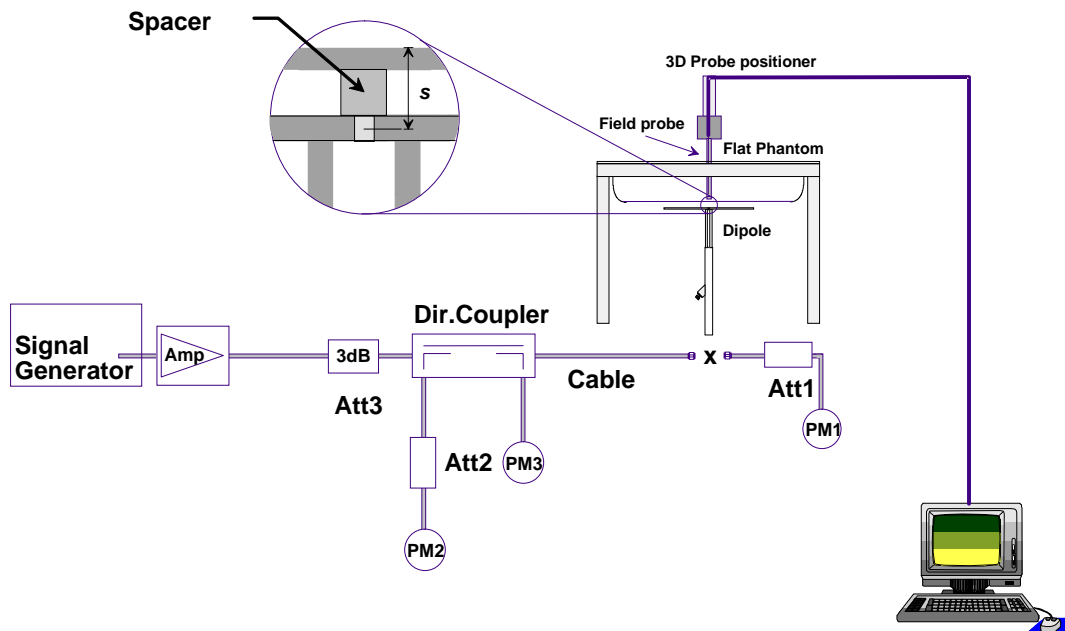 Spacer
s
3D Probe positioner
Field probe
Flat Phantom
Dipole
Dir.Coupler
Signal
Generator
Amp
3dB
x
Cable
Att1
Att3
PM1
Att2
PM3
PM2